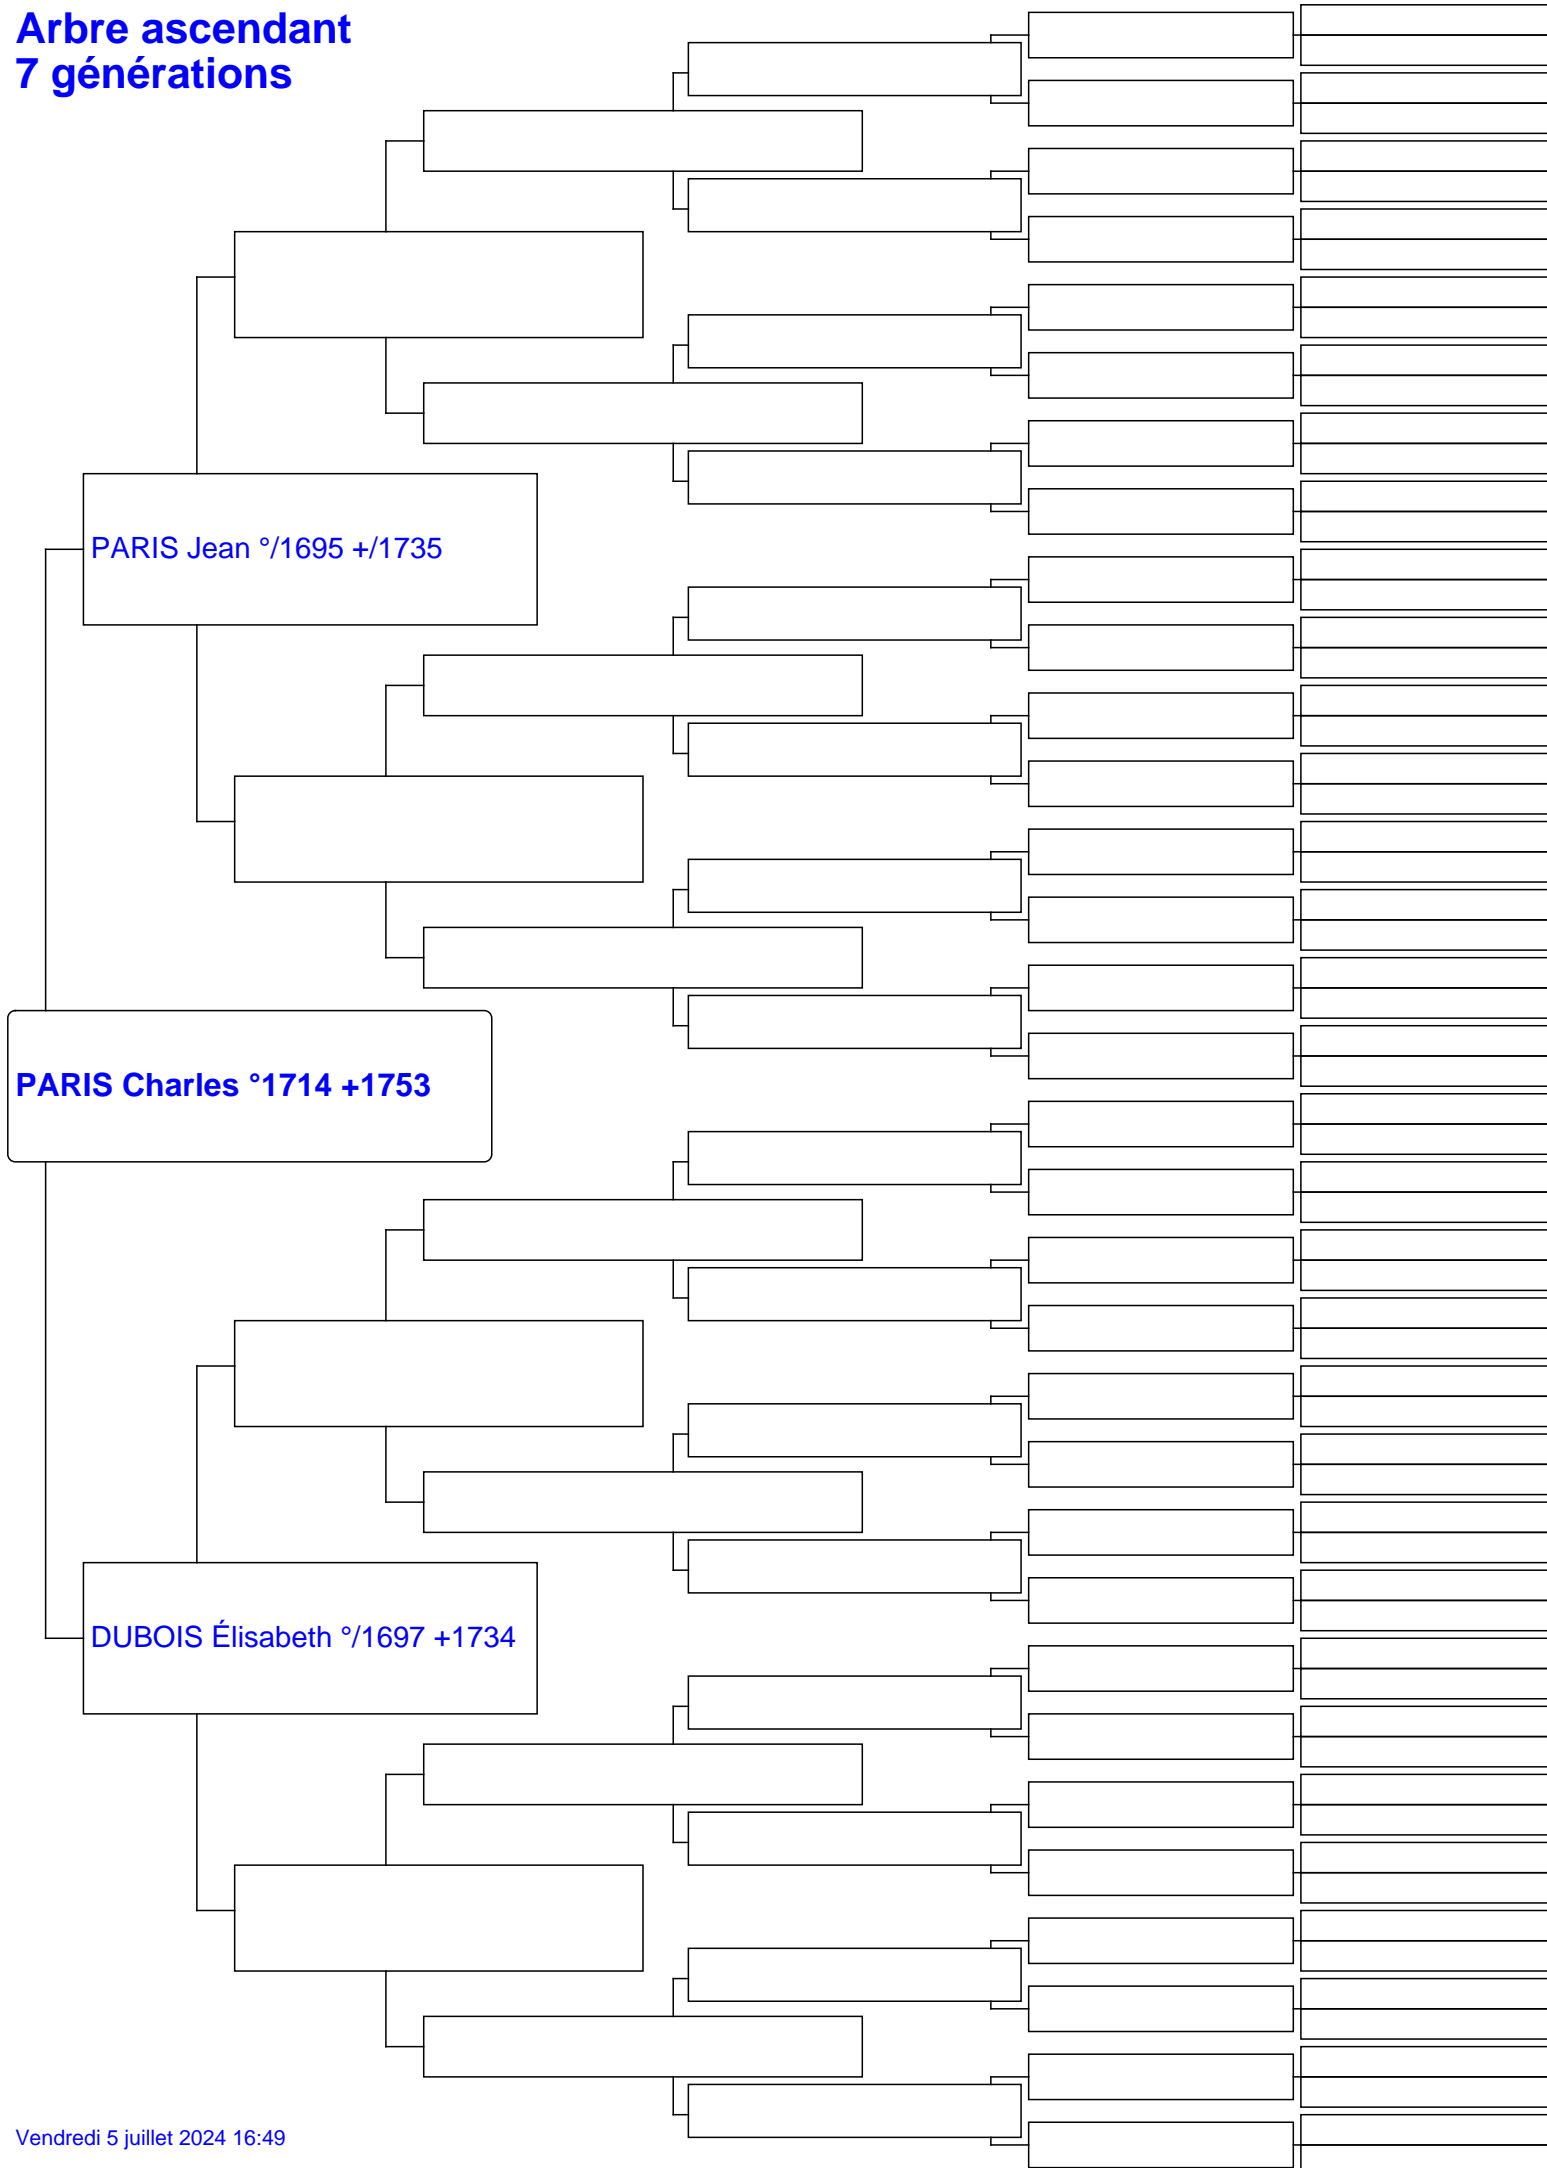 Arbre ascendant
7 générations
PARIS Jean °/1695 +/1735
PARIS Charles °1714 +1753
DUBOIS Élisabeth °/1697 +1734
Vendredi 5 juillet 2024 16:49